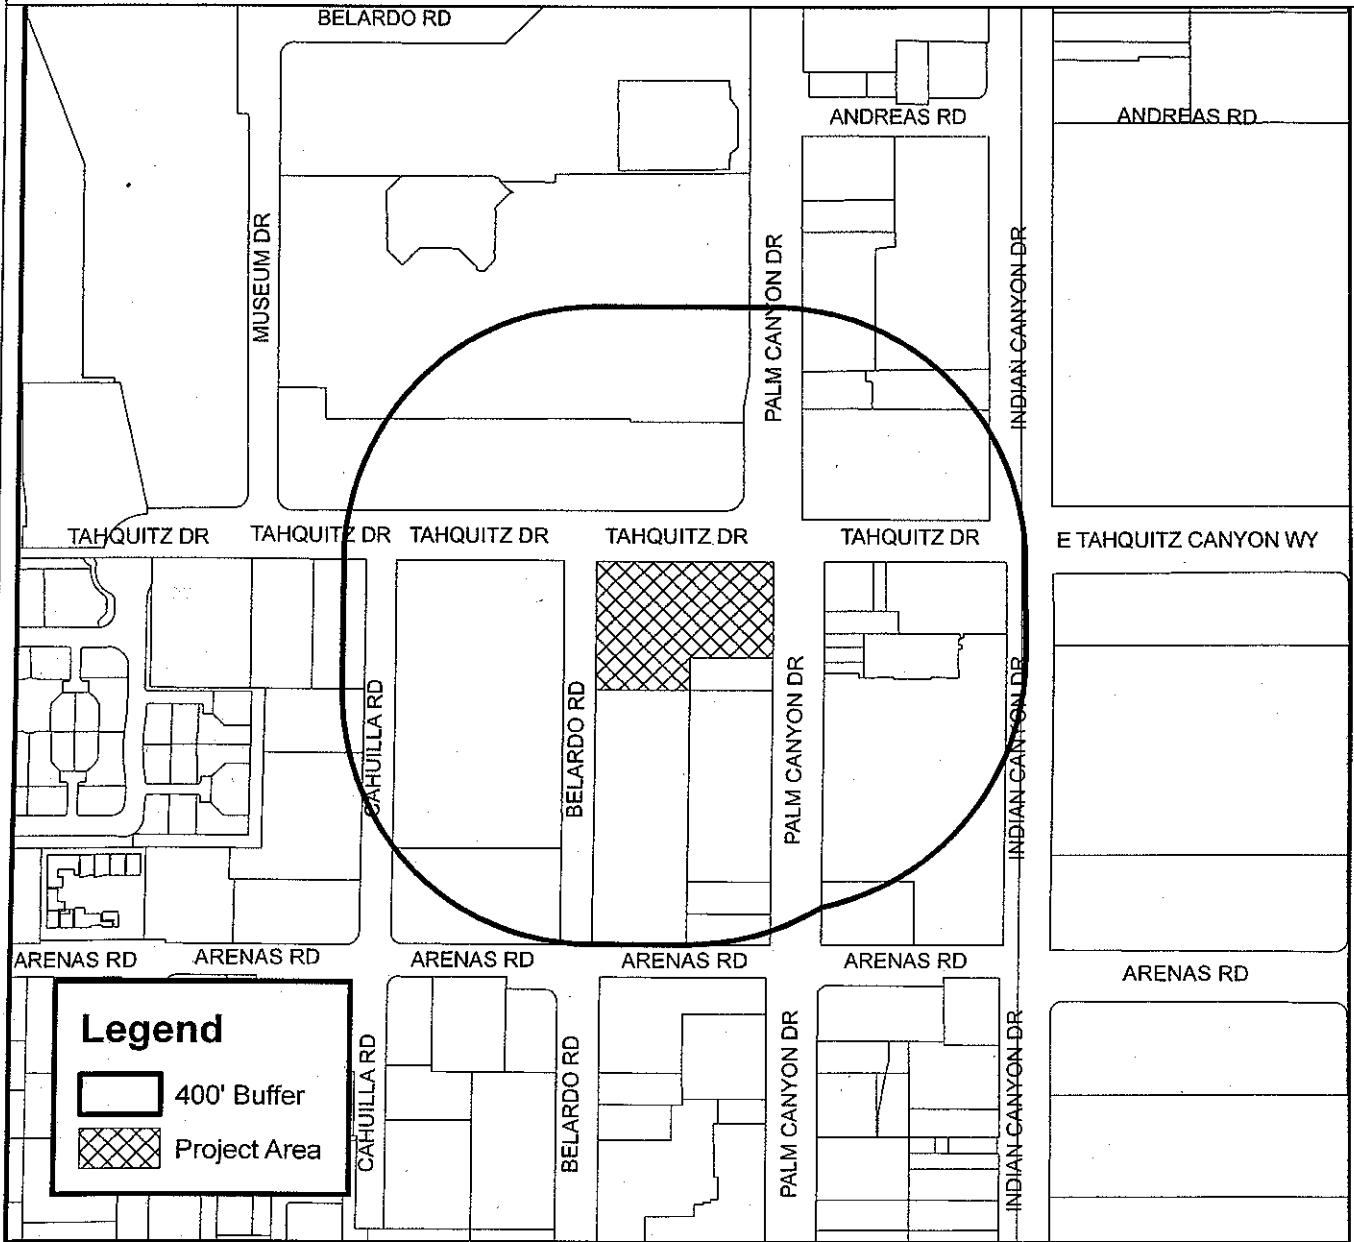 BELARDO RD
ANDREAS RD
ANDREAS RD
MUSEUM DR
PALM CANYON DR
INDIAN CANYON DR
TAHQUITZ DR
TAHQUITZ DR
TAHQUITZ DR
TAHQUITZ DR
TAHQUITZ DR
E TAHQUITZ CANYON WY
CAHUILLA RD
BELARDO RD
PALM CANYON DR
INDIAN CANYON DR
ARENAS RD
ARENAS RD
ARENAS RD
ARENAS RD
ARENAS RD
ARENAS RD
Legend
400' Buffer
Project Area
CAHUILLA RD
BELARDO RD
PALM CANYON DR
INDIAN CANYON DR